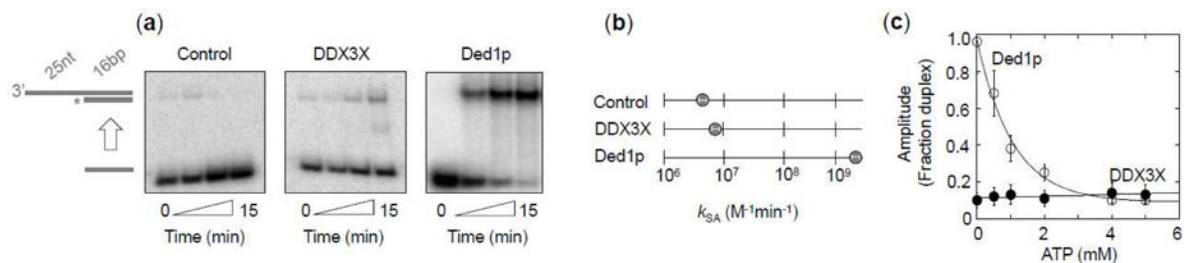 (a)
Control DDX3X Ded1p
25nt 16bp
3'
*
0 15 0 15 0 15
Time (min) Time (min) Time (min)
(b)
Control
DDX3X
Ded1p
10⁶ 10⁷ 10⁸ 10⁹
kSA (M⁻¹min⁻¹)
(c)
Amplitude
(Fraction duplex)
1.0
0.8
0.6
0.4
0.2
0
Ded1p
DDX3X
0 2 4 6
ATP (mM)